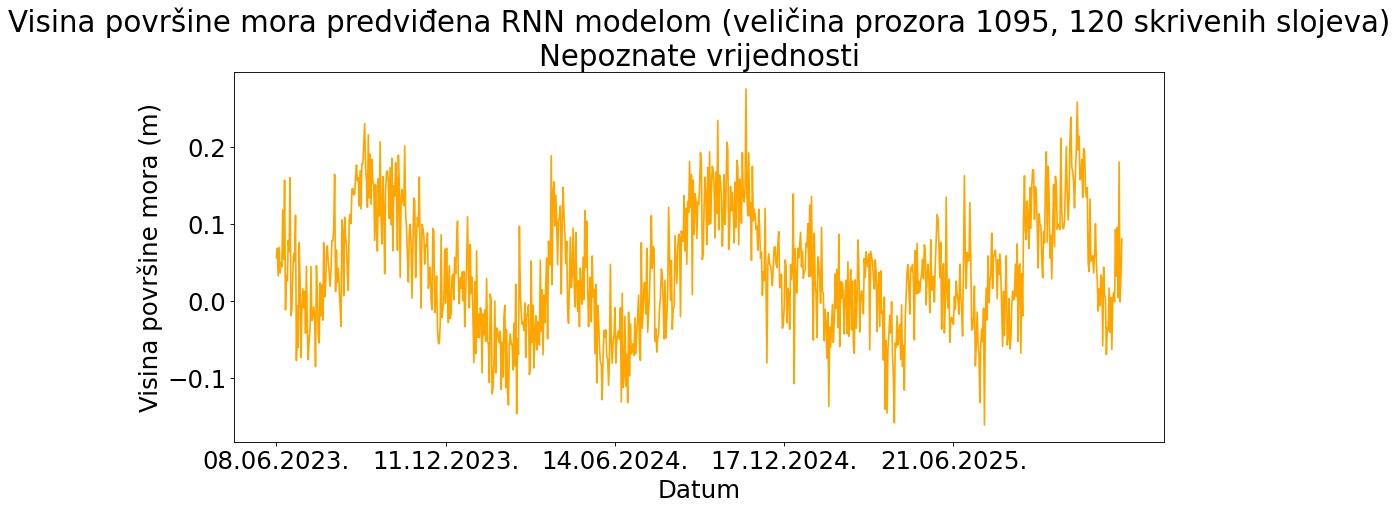 Visina površine mora predviđena RNN modelom (veličina prozora 1095, 120 skrivenih slojeva)
Nepoznate vrijednosti
Visina površine mora (m)
0.2
0.1
0.0
−0.1
08.06.2023. 11.12.2023. 14.06.2024. 17.12.2024. 21.06.2025.
Datum